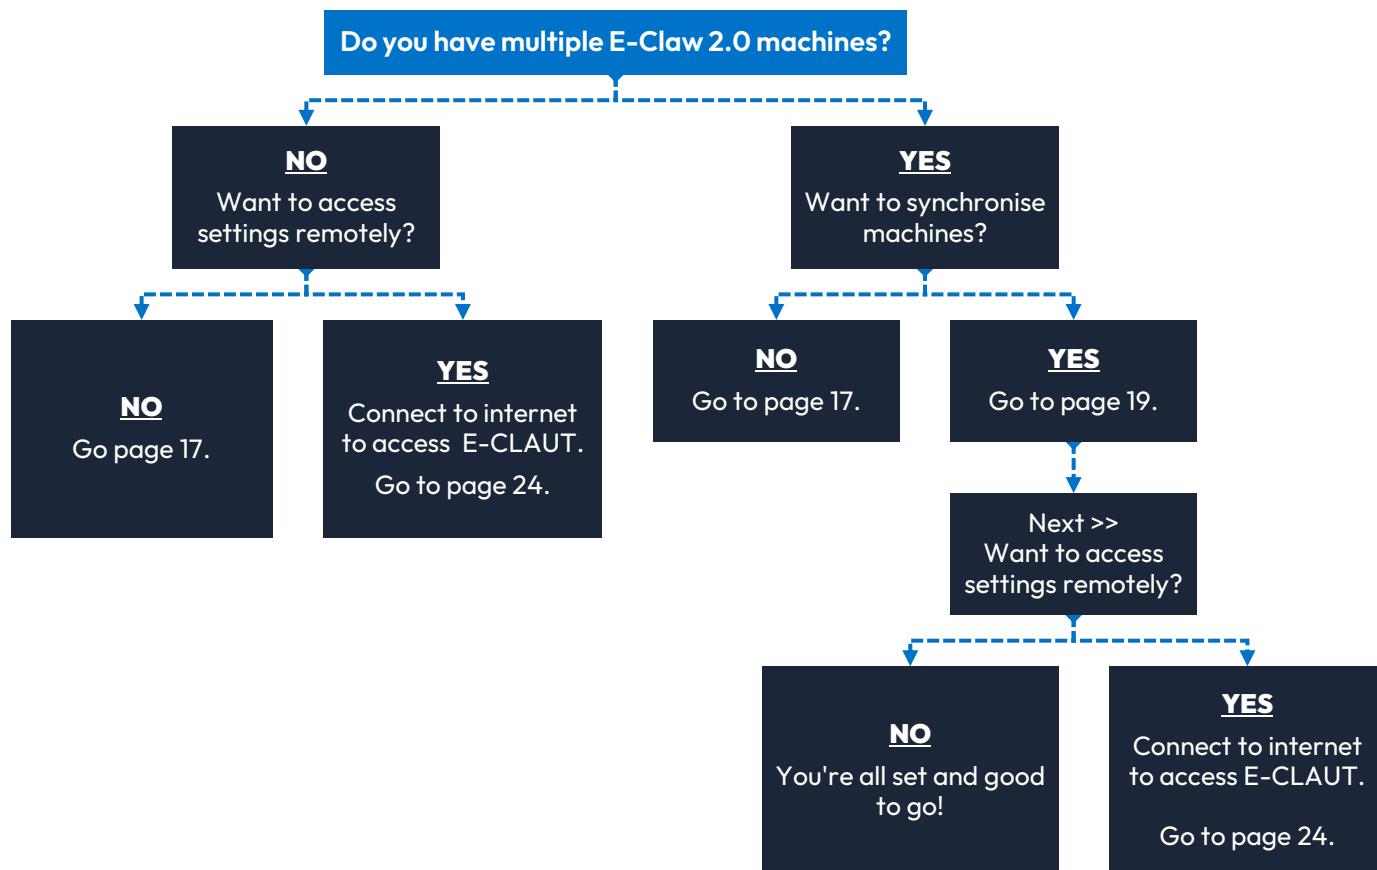 Do you have multiple E-Claw 2.0 machines?
NO
Want to access
settings remotely?
YES
Want to synchronise
machines?
NO
Go page 17.
YES
Connect to internet
to access E-CLAUT.
Go to page 24.
NO
Go to page 17.
YES
Go to page 19.
Next >>
Want to access
settings remotely?
NO
You're all set and good
to go!
YES
Connect to internet
to access E-CLAUT.
Go to page 24.